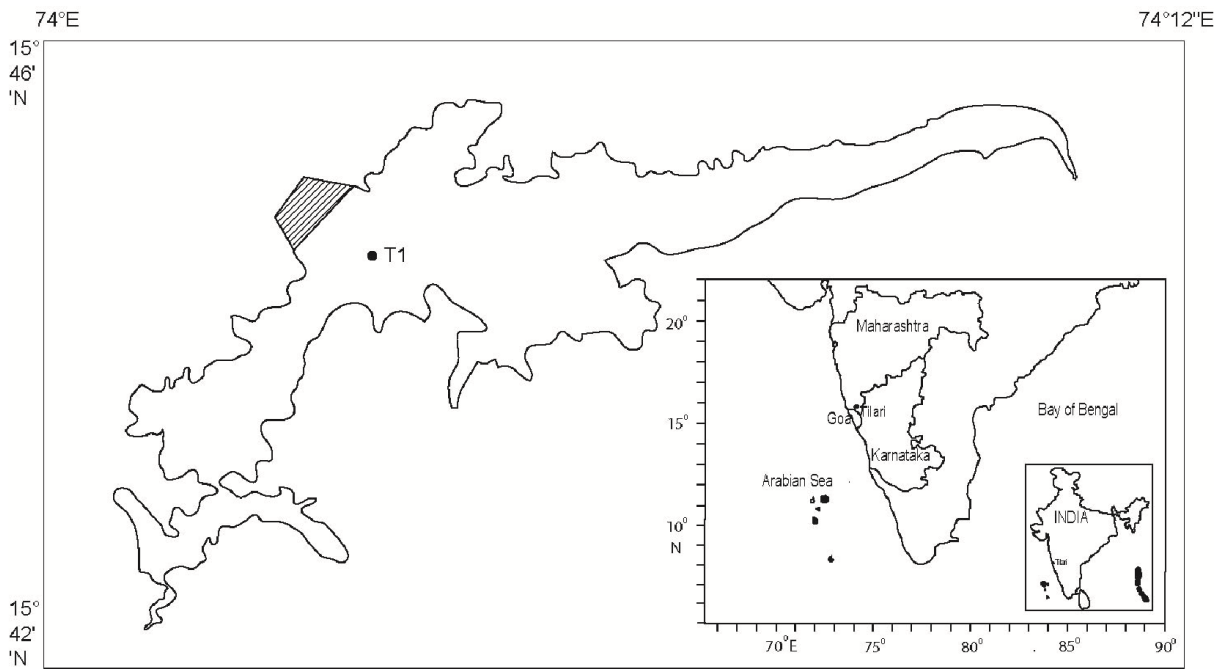 74°E
74°12"E
15°
46'
'N
T1
20°
Maharashtra
Goa
Tilari
15°
Bay of Bengal
Karnataka
Arabian Sea
INDIA
Tilari
10°
N
15°
42'
'N
70°E
75°
80°
85°
90°